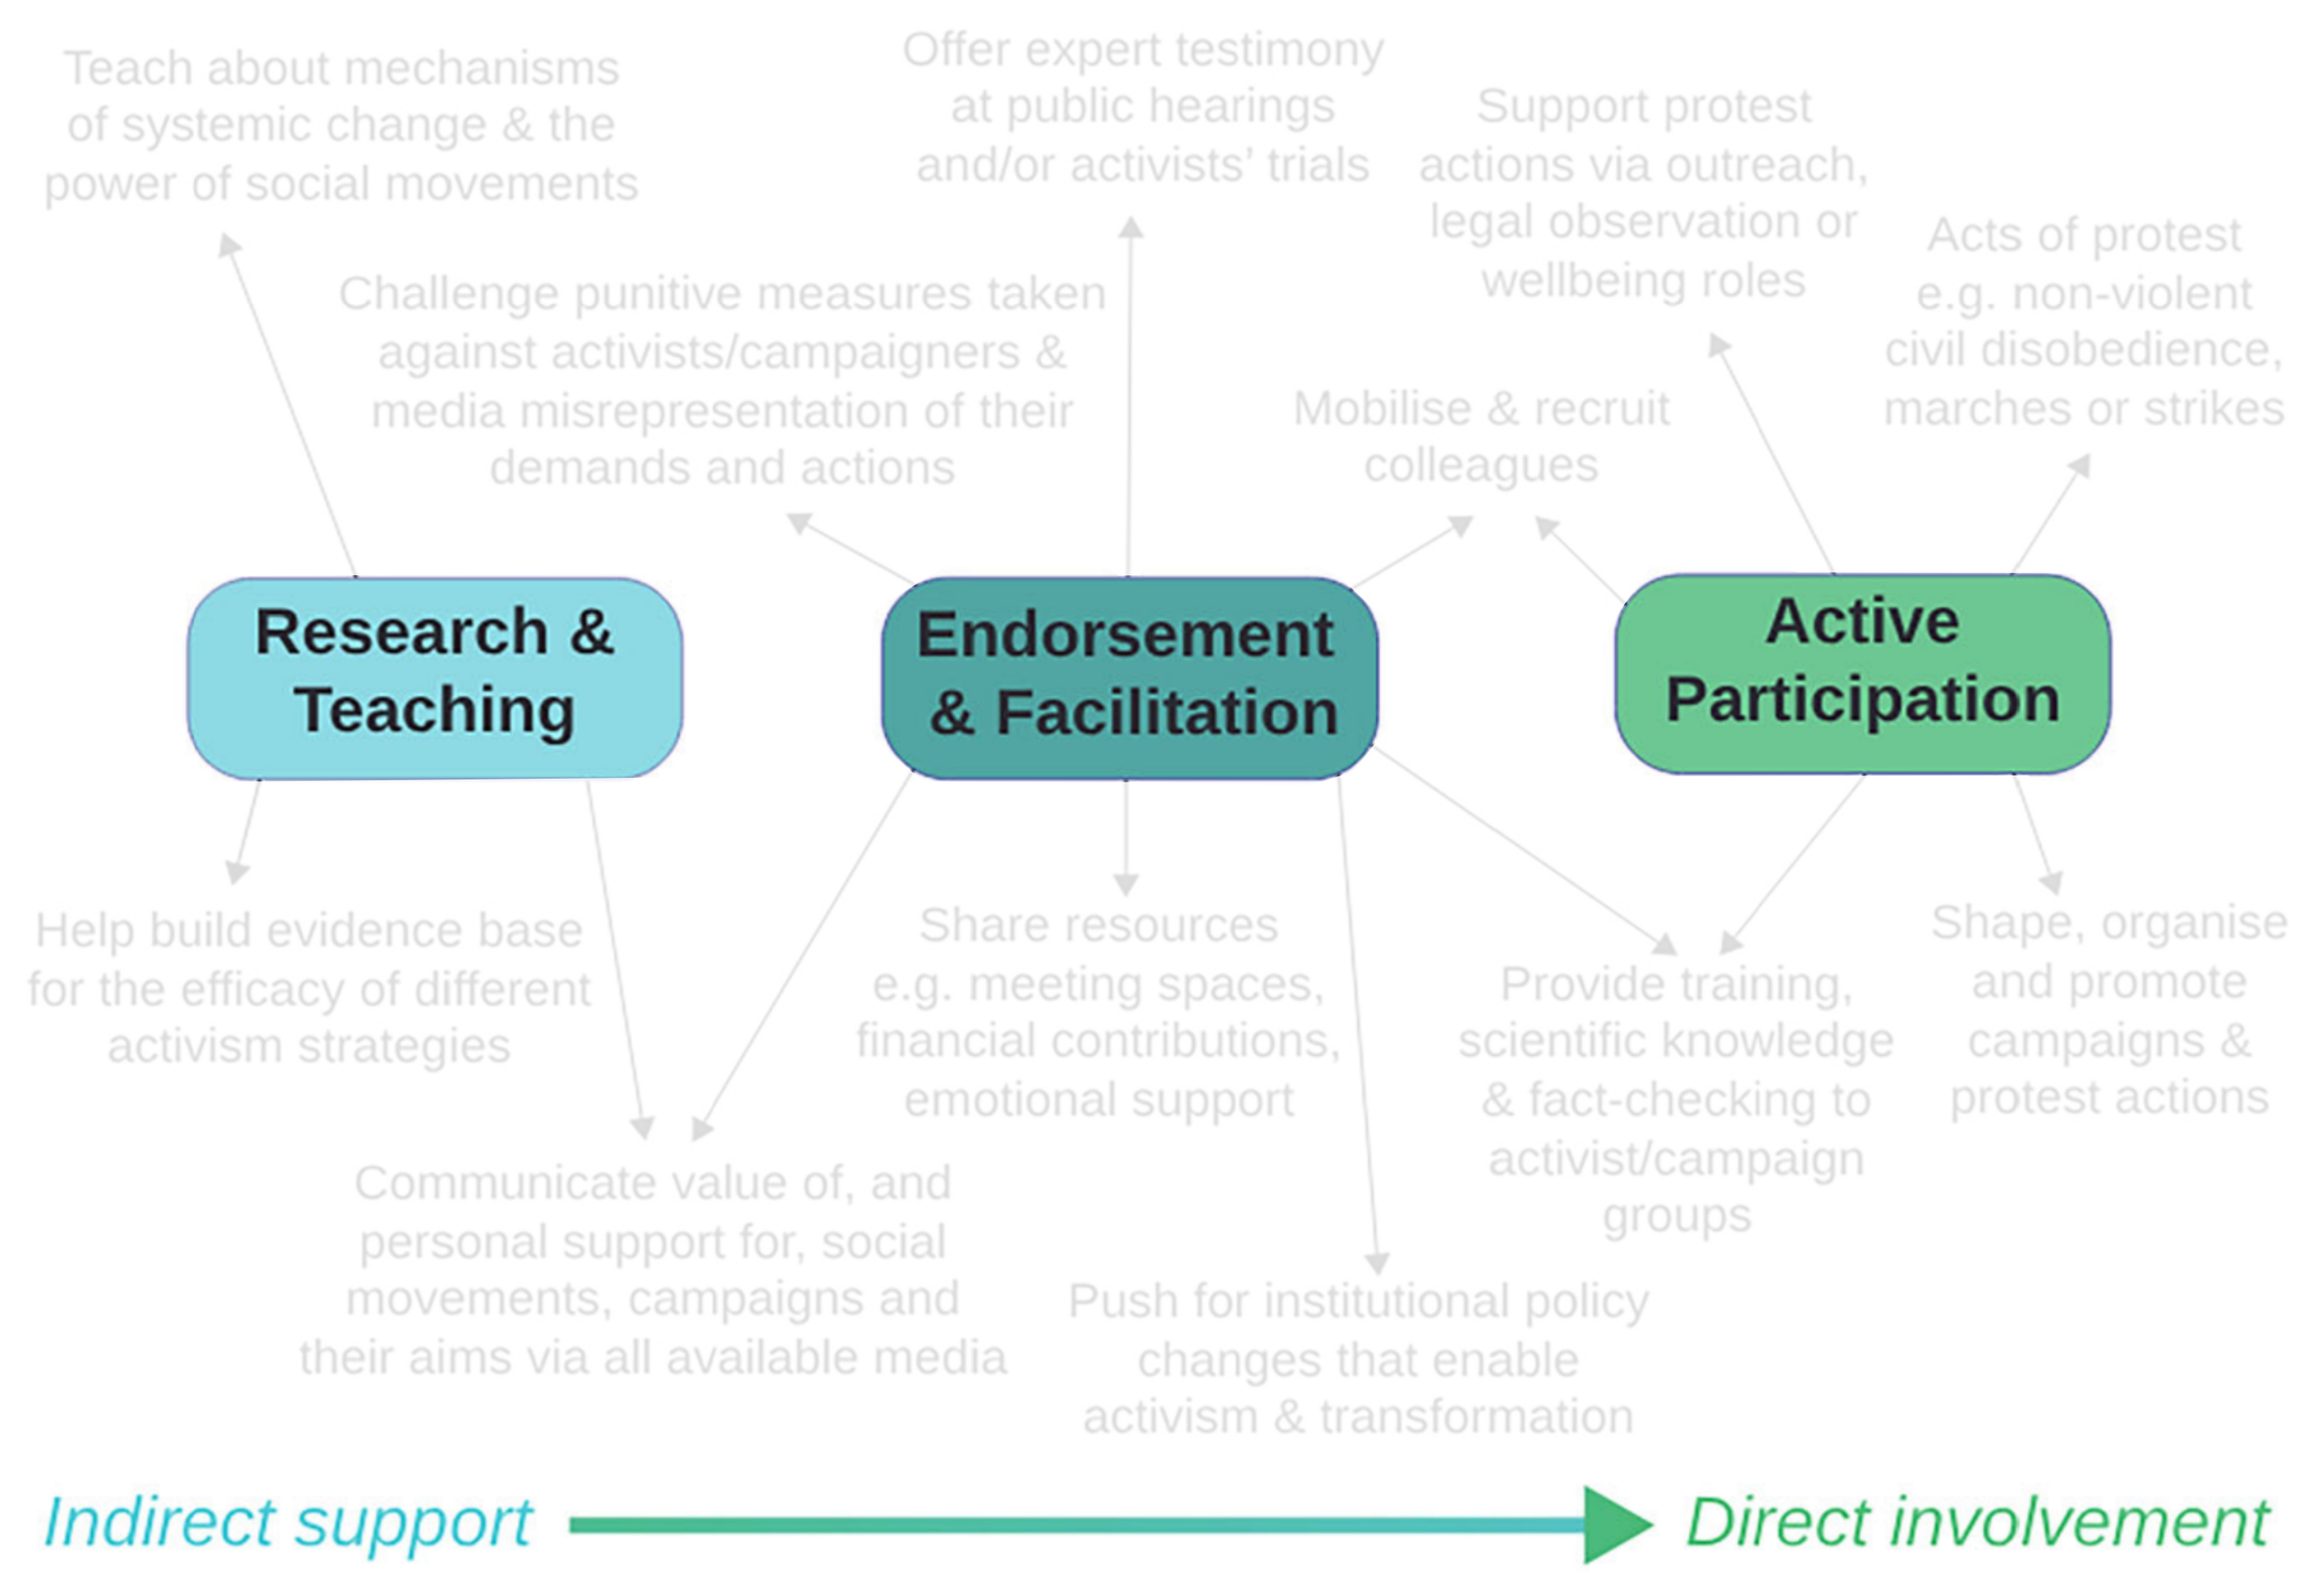 Teach about mechanisms
of systemic change & the
power of social movements
Offer expert testimony
at public hearings
and/or activists’ trials
Support protest
actions via outreach,
legal observation or
wellbeing roles
Acts of protest
e.g. non-violent
civil disobedience,
marches or strikes
Challenge punitive measures taken
against activists/campaigners &
media misrepresentation of their
demands and actions
Mobilise & recruit
colleagues
Research &
Teaching
Endorsement
& Facilitation
Active
Participation
Help build evidence base
for the efficacy of different
activism strategies
Share resources
e.g. meeting spaces,
financial contributions,
emotional support
Provide training,
scientific knowledge
& fact-checking to
activist/campaign
groups
Shape, organise
and promote
campaigns &
protest actions
Communicate value of, and
personal support for, social
movements, campaigns and
their aims via all available media
Push for institutional policy
changes that enable
activism & transformation
Indirect support
Direct involvement